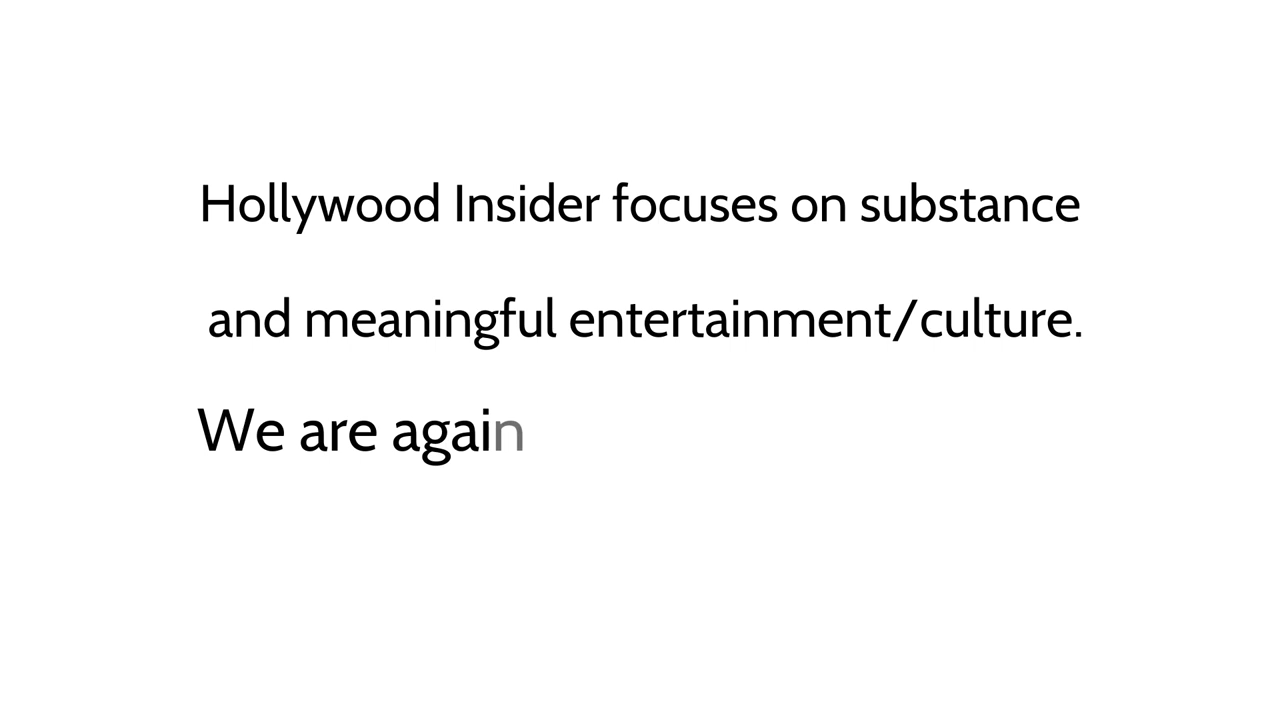 Hollywood Insider focuses on substance
and meaningful entertainment/culture.
We are again